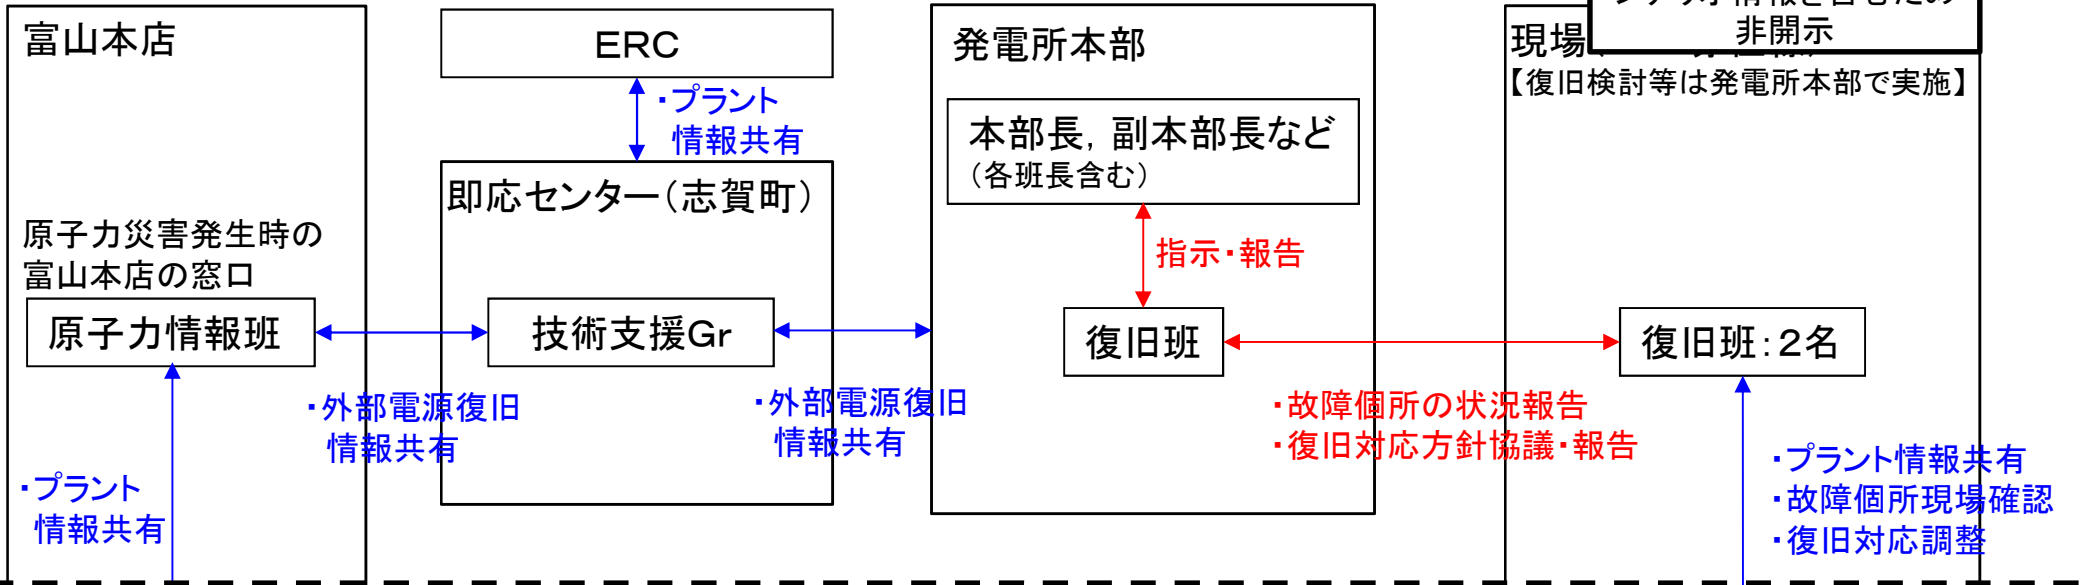 富山本店
原子力災害発生時の
富山本店の窓口
原子力情報班
・プラント
情報共有
・外部電源復旧
情報共有
ERC
・プラント
情報共有
即応センター(志賀町)
技術支援Gr
・外部電源復旧
情報共有
発電所本部
本部長,副本部長など
(各班長含む)
指示・報告
復旧班
・故障個所の状況報告
・復旧対応方針協議・報告
非開示
現場
【復旧検討等は発電所本部で実施】
復旧班:2名
・プラント情報共有
・故障個所現場確認
・復旧対応調整